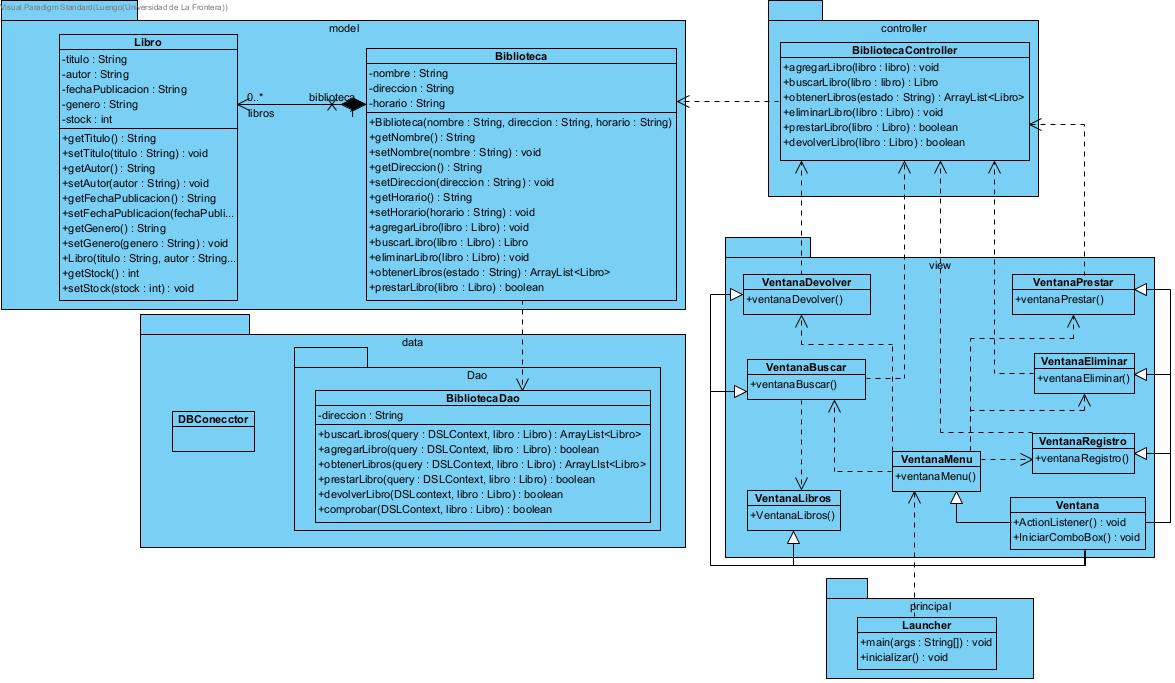 Visual Paradigm Standard(Luengo(Universidad de La Frontera))
model
Libro
-titulo : String
-autor : String
-fechaPublicacion : String
-genero : String
-stock : int
+getTitulo() : String
+setTitulo(titulo : String) : void
+getAutor() : String
+setAutor(autor : String) : void
+getFechaPublicacion() : String
+setFechaPublicacion(fechaPubli...
+getGenero() : String
+setGenero(genero : String) : void
+Libro(titulo : String, autor : String...
+getStock() : int
+setStock(stock : int) : void
0..*
libros
biblioteca
1
Biblioteca
-nombre : String
-direccion : String
-horario : String
+Biblioteca(nombre : String, direccion : String, horario : String)
+getNombre() : String
+setNombre(nombre : String) : void
+getDireccion() : String
+setDireccion(direccion : String) : void
+getHorario() : String
+setHorario(horario : String) : void
+agregarLibro(libro : Libro) : void
+buscarLibro(libro : Libro) : Libro
+eliminarLibro(libro : Libro) : void
+obtenerLibros(estado : String) : ArrayList<Libro>
+prestarLibro(libro : Libro) : boolean
controller
BibliotecaController
+agregarLibro(libro : libro) : void
+buscarLibro(libro : libro) : Libro
+obtenerLibros(estado : String) : ArrayList<Libro>
+eliminarLibro(libro : Libro) : void
+prestarLibro(libro : Libro) : boolean
+devolverLibro(libro : Libro) : boolean
data
DBConecctor
Dao
BibliotecaDao
-direccion : String
+buscarLibros(query : DSLContext, libro : Libro) : ArrayList<Libro>
+agregarLibro(query : DSLContext, libro : Libro) : boolean
+obtenerLibros(query : DSLContext, libro : Libro) : ArrayLIst<Libro>
+prestarLibro(query : DSLContext, libro : Libro) : boolean
+devolverLibro(DSLcontext, libro : Libro) : boolean
+comprobar(DSLContext, libro : Libro) : boolean
view
VentanaDevolver
+ventanaDevolver()
VentanaPrestar
+ventanaPrestar()
VentanaBuscar
+ventanaBuscar()
VentanaEliminar
+ventanaEliminar()
VentanaRegistro
+ventanaRegistro()
VentanaMenu
+ventanaMenu()
VentanaLibros
+VentanaLibros()
Ventana
+ActionListener() : void
+IniciarComboBox() : void
principal
Launcher
+main(args : String[]) : void
+inicializar() : void